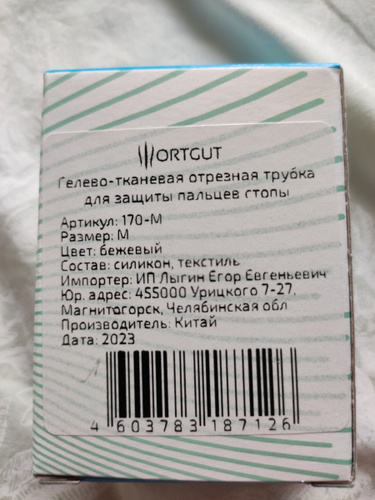 WORTGUT
Гелево-тканевая отрезная трубка
для защиты пальцев стопы
Артикул: 170-М
Размер: М
Цвет: бежевый
Состав: силикон, текстиль
Импортер: ИП Лыгин Егор Евгеньевич
Юр. адрес: 455000 Урицкого 7-27,
Магнитогорск, Челябинская обл
Производитель: Китай
Дата: 2023
4 603783 187126